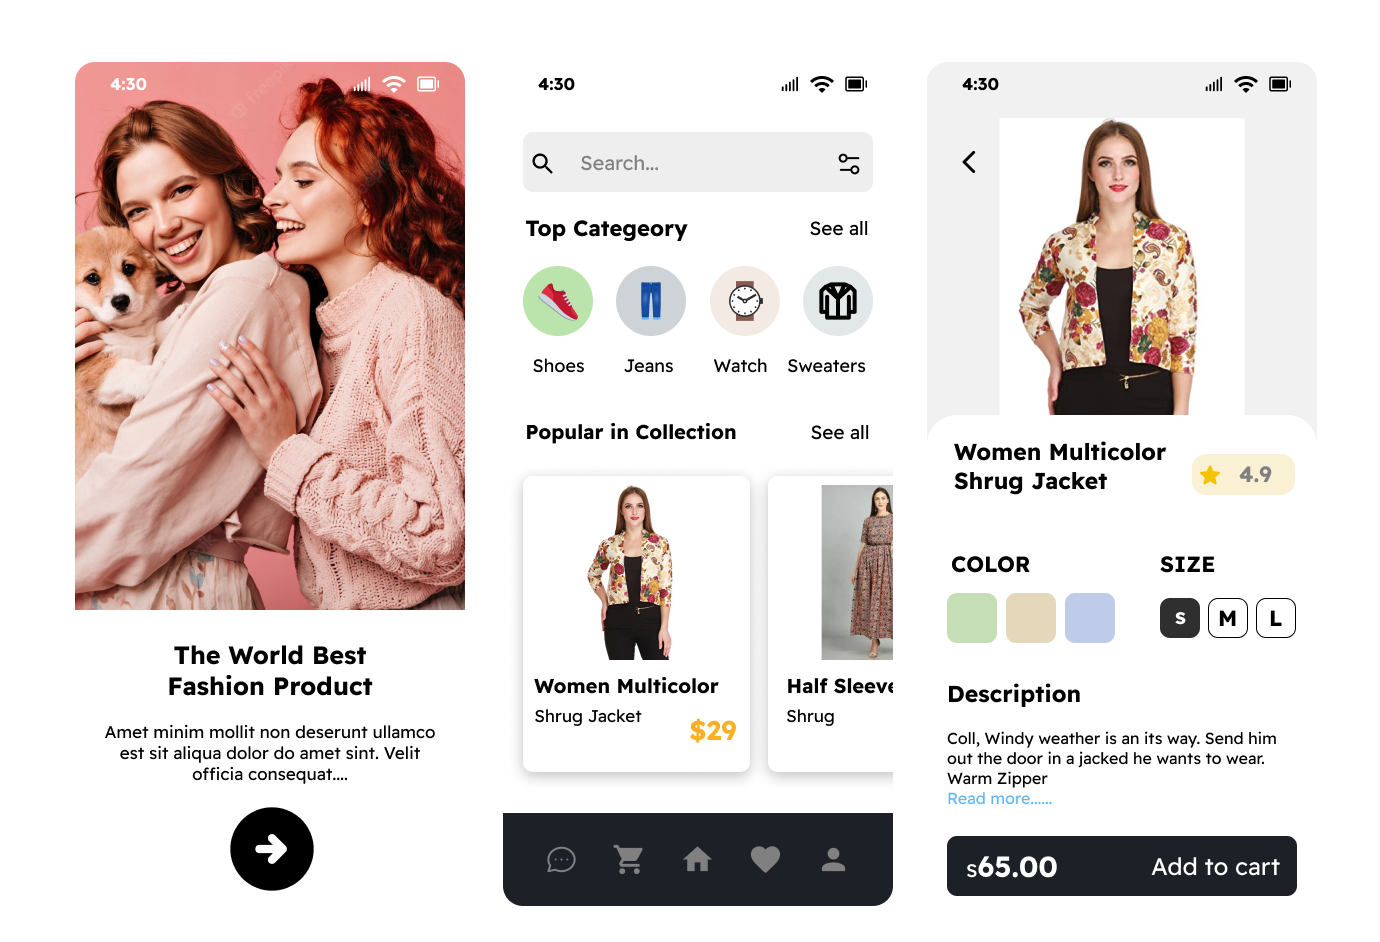 4:30
The World Best
Fashion Product
Amet minim mollit non deserunt ullamco
est sit aliqua dolor do amet sint. Velit
officia consequat....
4:30
Search...
Top Categeory
See all
Shoes
Jeans
Watch
Sweaters
Popular in Collection
See all
Women Multicolor
Shrug Jacket
$29
Half Sleeve
Shrug
4:30
Women Multicolor
Shrug Jacket
4.9
COLOR
SIZE
S
M
L
Description
Coll, Windy weather is an its way. Send him
out the door in a jacked he wants to wear.
Warm Zipper
Read more......
s65.00
Add to cart